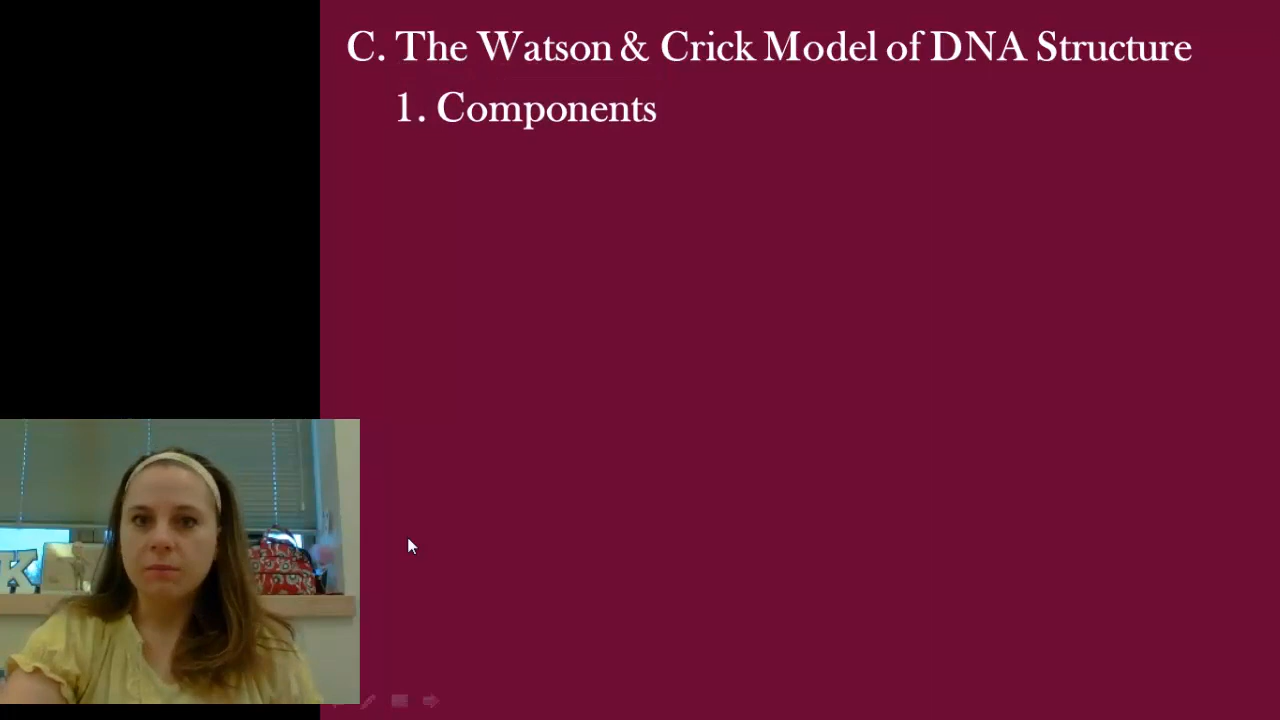 C. The Watson & Crick Model of DNA Structure
1. Components
K